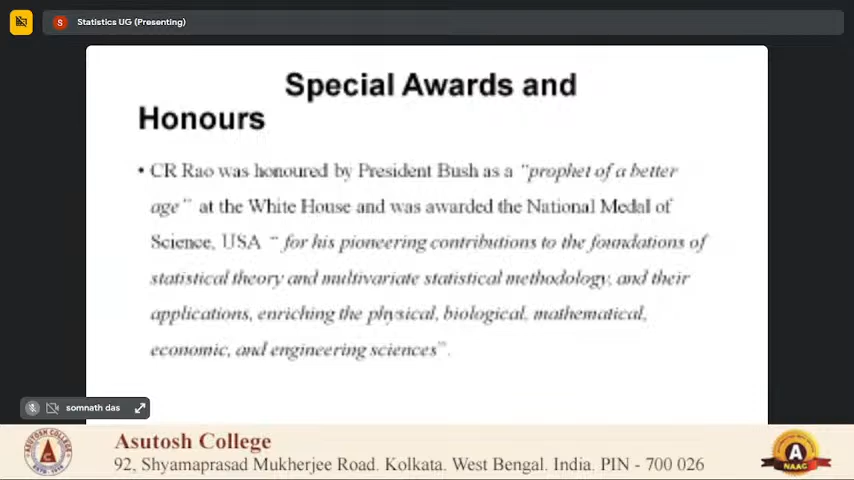 Statistics UG (Presenting)
Special Awards and
Honours
• CR Rao was honoured by President Bush as a "prophet of a better
age" at the White House and was awarded the National Medal of
Science, USA " for his pioneering contributions to the foundations of
statistical theory and multivariate statistical methodology, and their
applications, enriching the physical, biological, mathematical,
economic, and engineering sciences".
somnath das
Asutosh College
92, Shyamaprasad Mukherjee Road, Kolkata, West Bengal, India, PIN - 700 026
S
A
NAAC
ASUTOSH COLLEGE